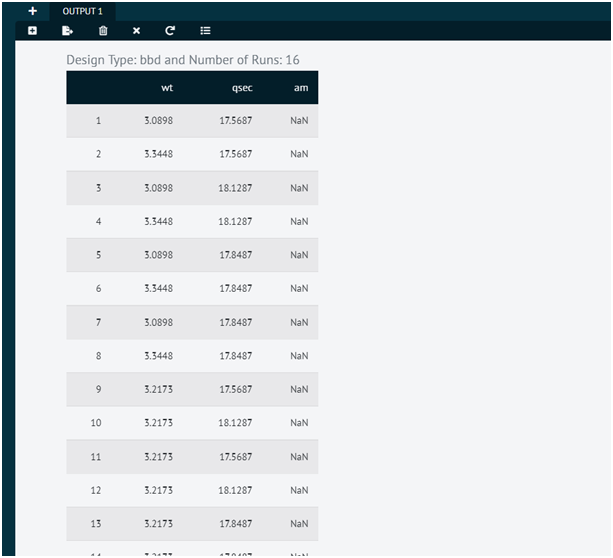 OUTPUT 1
Design Type: bbd and Number of Runs: 16
wt qsec am
1 3.0898 17.5687 NaN
2 3.3448 17.5687 NaN
3 3.0898 18.1287 NaN
4 3.3448 18.1287 NaN
5 3.0898 17.8487 NaN
6 3.3448 17.8487 NaN
7 3.0898 17.8487 NaN
8 3.3448 17.8487 NaN
9 3.2173 17.5687 NaN
10 3.2173 18.1287 NaN
11 3.2173 17.5687 NaN
12 3.2173 18.1287 NaN
13 3.2173 17.8487 NaN